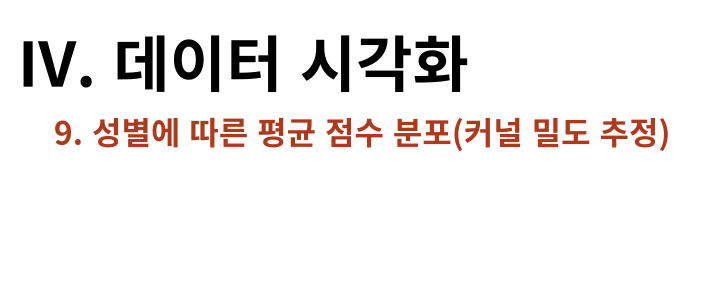 IV. 데이터 시각화
9. 성별에 따른 평균 점수 분포(커널 밀도 추정)